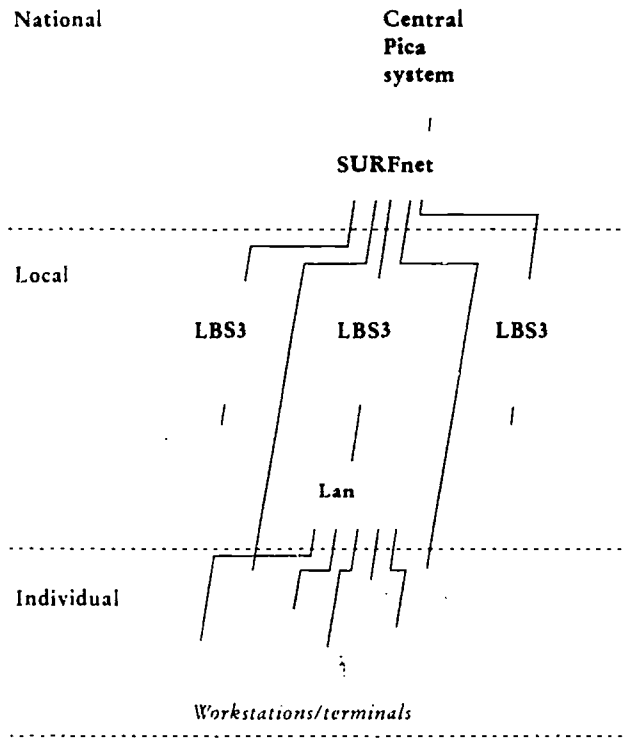 National
Central
Pica
system
SURFnet
Local
LBS3 LBS3 LBS3
Lan
Individual
Workstations/terminals